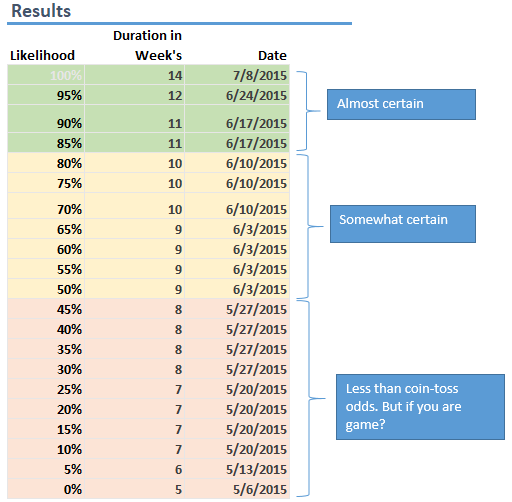 Results
Duration in
Likelihood Week's Date
100% 14 7/8/2015
95% 12 6/24/2015
90% 11 6/17/2015
85% 11 6/17/2015
Almost certain
80% 10 6/10/2015
75% 10 6/10/2015
70% 10 6/10/2015
65% 9 6/3/2015
60% 9 6/3/2015
55% 9 6/3/2015
50% 9 6/3/2015
Somewhat certain
45% 8 5/27/2015
40% 8 5/27/2015
35% 8 5/27/2015
30% 8 5/27/2015
25% 7 5/20/2015
20% 7 5/20/2015
15% 7 5/20/2015
10% 7 5/20/2015
5% 6 5/13/2015
0% 5 5/6/2015
Less than coin-toss
odds. But if you are
game?